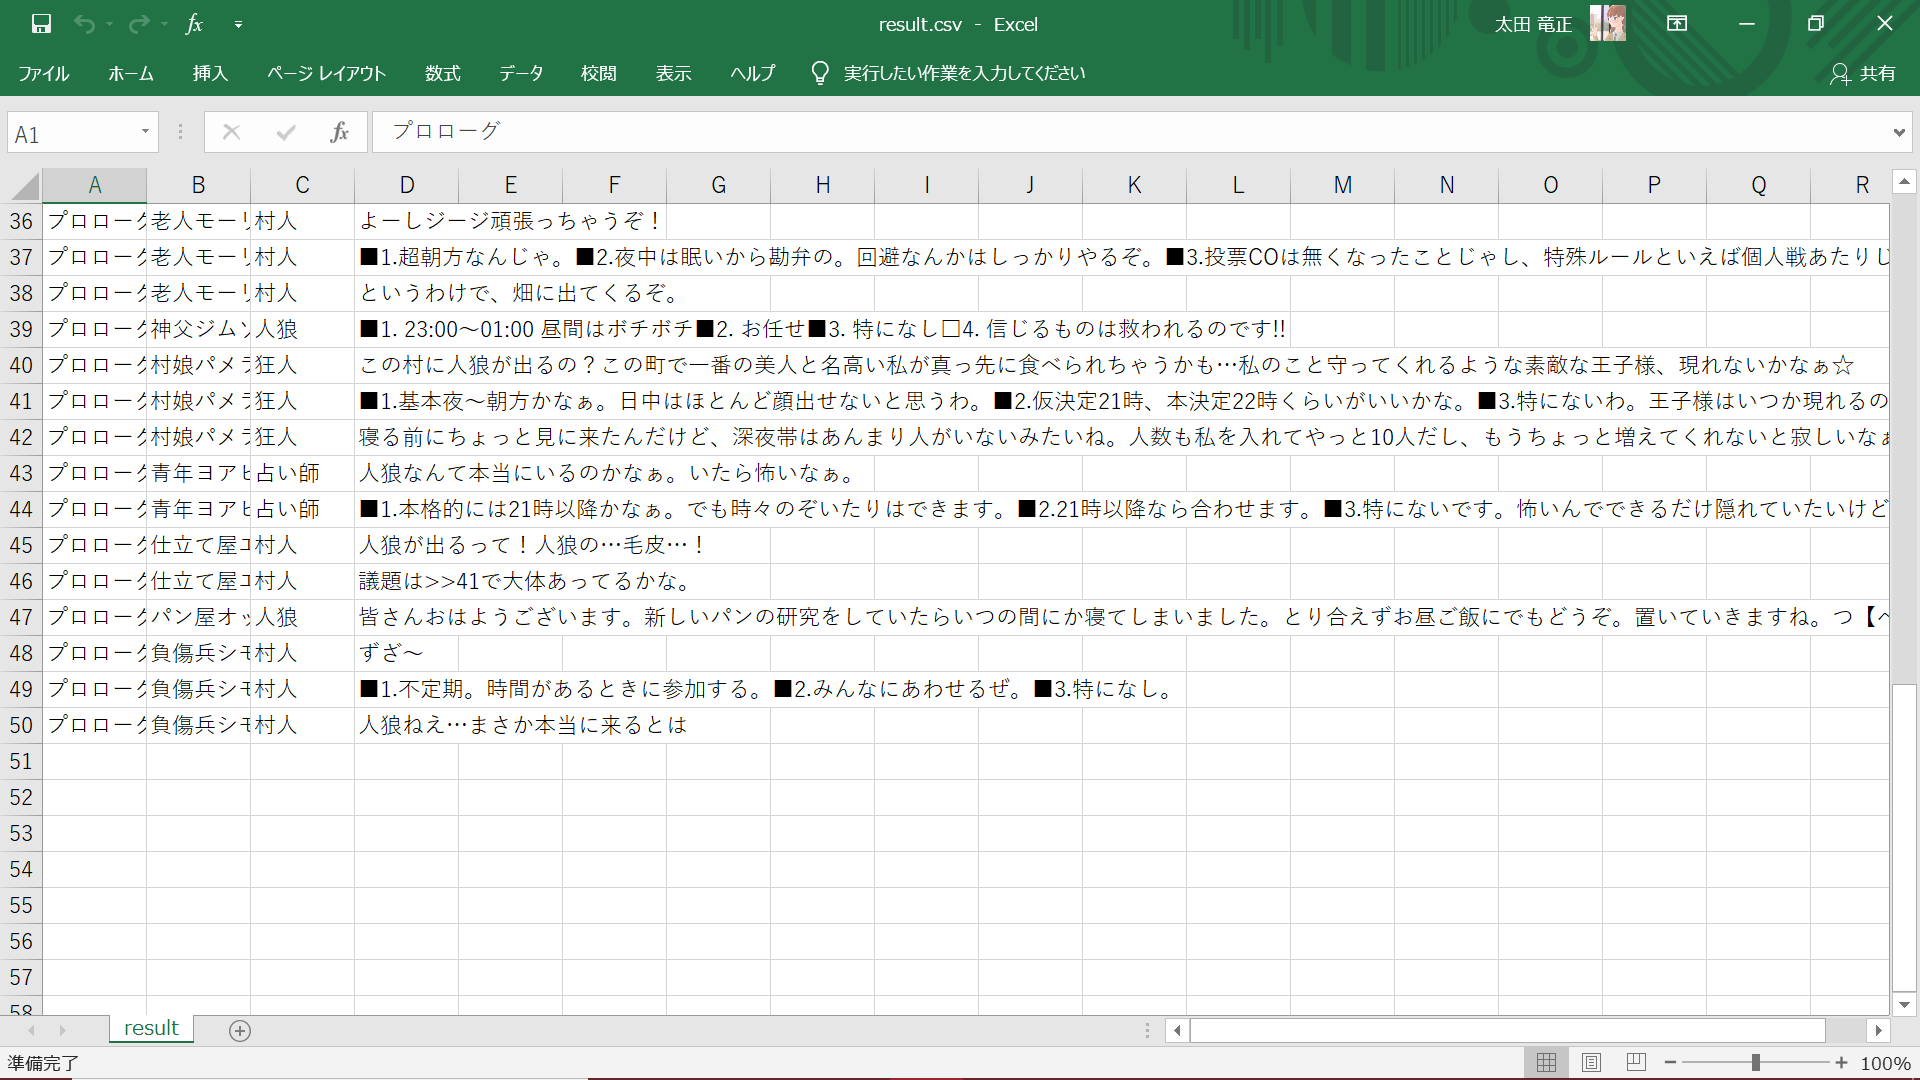 result.csv - Excel
太田 竜正
ファイル ホーム 挿入 ページ レイアウト 数式 データ 校閲 表示 ヘルプ 実行したい作業を入力してください 共有
A1 fx プロローグ
A B C D E F G H I J K L M N O P Q R
36 プロローグ 老人モーリ 村人 よーしジージ頑張っちゃうぞ！
37 プロローグ 老人モーリ 村人 ■1.超朝方なんじゃ。■2.夜中は眠いから勘弁の。回避なんかはしっかりやるぞ。■3.投票COは無くなったことじゃし、特殊ルールといえば個人戦あたりじ
38 プロローグ 老人モーリ 村人 というわけで、畑に出てくるぞ。
39 プロローグ 神父ジムソ 人狼 ■1. 23:00～01:00 昼間はボチボチ■2. お任せ■3. 特になし□4. 信じるものは救われるのです!!
40 プロローグ 村娘パメラ 狂人 この村に人狼が出るの？この町で一番の美人と名高い私が真っ先に食べられちゃうかも…私のこと守ってくれるような素敵な王子様、現れないかなぁ☆
41 プロローグ 村娘パメラ 狂人 ■1.基本夜～朝方かなぁ。日中はほとんど顔出せないと思うわ。■2.仮決定21時、本決定22時くらいがいいかな。■3.特にないわ。王子様はいつか現れるの
42 プロローグ 村娘パメラ 狂人 寝る前にちょっと見に来たんだけど、深夜帯はあんまり人がいないみたいね。人数も私を入れてやっと10人だし、もうちょっと増えてくれないと寂しいなぁ
43 プロローグ 青年ヨアヒ 占い師 人狼なんて本当にいるのかなぁ。いたら怖いなぁ。
44 プロローグ 青年ヨアヒ 占い師 ■1.本格的には21時以降かなぁ。でも時々のぞいたりはできます。■2.21時以降なら合わせます。■3.特にないです。怖いんでできるだけ隠れていたいけど
45 プロローグ 仕立て屋エ 村人 人狼が出るって！人狼の…毛皮…！
46 プロローグ 仕立て屋エ 村人 議題は>>41で大体あってるかな。
47 プロローグ パン屋オッ 人狼 皆さんおはようございます。新しいパンの研究をしていたらいつの間にか寝てしまいました。とり合えずお昼ご飯にでもどうぞ。置いていきますね。つ【ベ
48 プロローグ 負傷兵シモ 村人 ずざ～
49 プロローグ 負傷兵シモ 村人 ■1.不定期。時間があるときに参加する。■2.みんなにあわせるぜ。■3.特になし。
50 プロローグ 負傷兵シモ 村人 人狼ねえ…まさか本当に来るとは
51
52
53
54
55
56
57
58
result
準備完了 100%